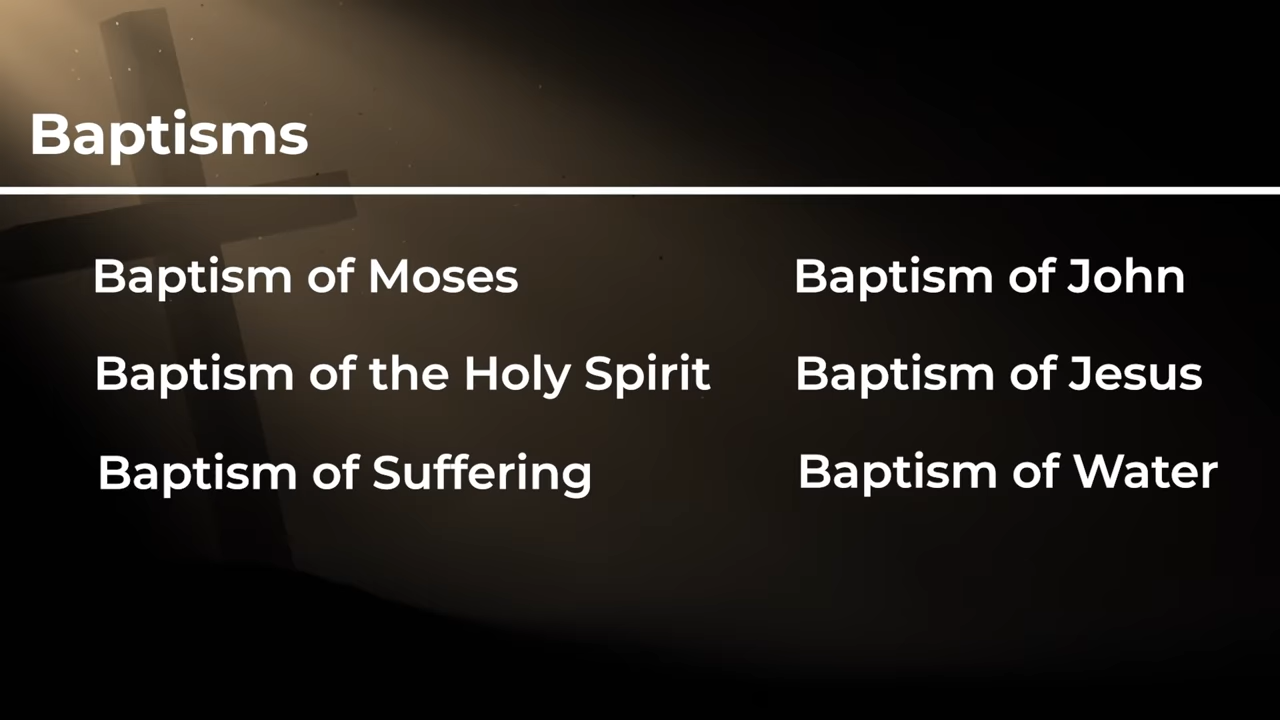 Baptisms
Baptism of Moses
Baptism of John
Baptism of the Holy Spirit
Baptism of Jesus
Baptism of Suffering
Baptism of Water